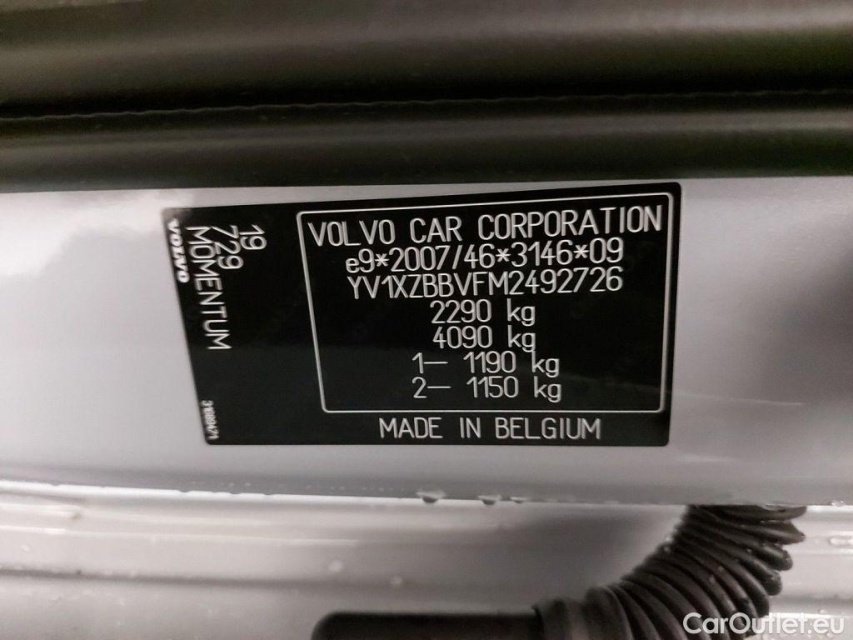 VOLVO CAR CORPORATION
e9*2007/46*3146*09
YV1XZBBVFM2492726
2290 kg
4090 kg
1– 1190 kg
2– 1150 kg
MADE IN BELGIUM
19
729
MOMENTUM
VOLVO
CarOutlet.eu